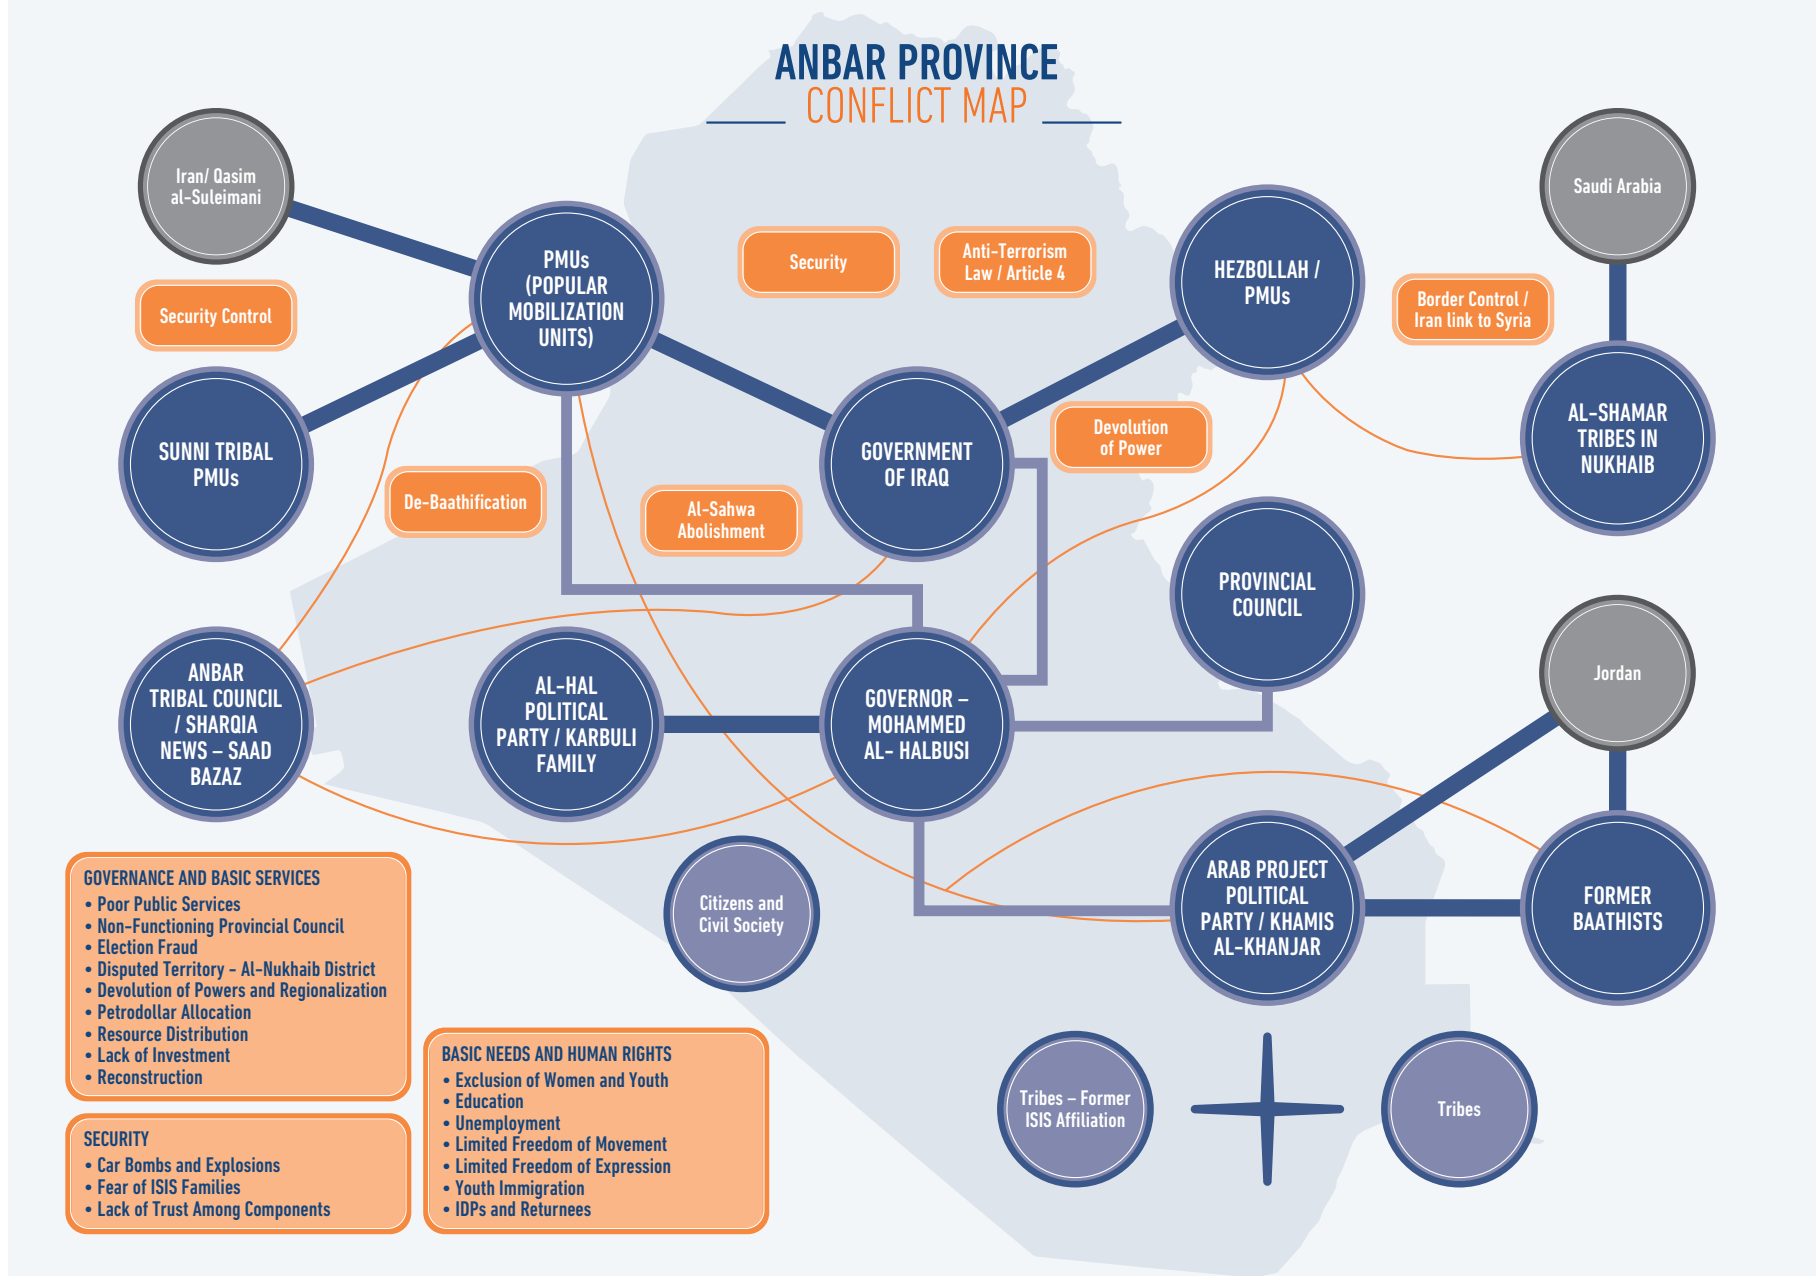 ANBAR PROVINCE
CONFLICT MAP
Iran/ Qasim
al-Suleimani
Saudi Arabia
PMUs
(POPULAR
MOBILIZATION
UNITS)
Security
Anti-Terrorism
Law / Article 4
HEZBOLLAH /
PMUs
Security Control
Border Control /
Iran link to Syria
SUNNI TRIBAL
PMUs
GOVERNMENT
OF IRAQ
Devolution
of Power
AL-SHAMAR
TRIBES IN
NUKHAIB
De-Baathification
Al-Sahwa
Abolishment
PROVINCIAL
COUNCIL
ANBAR
TRIBAL COUNCIL
/ SHARQIA
NEWS – SAAD
BAZAZ
AL-HAL
POLITICAL
PARTY / KARBULI
FAMILY
GOVERNOR –
MOHAMMED
AL- HALBUSI
Jordan
Citizens and
Civil Society
ARAB PROJECT
POLITICAL
PARTY / KHAMIS
AL-KHANJAR
FORMER
BAATHISTS
GOVERNANCE AND BASIC SERVICES
• Poor Public Services
• Non-Functioning Provincial Council
• Election Fraud
• Disputed Territory - Al-Nukhaib District
• Devolution of Powers and Regionalization
• Petrodollar Allocation
• Resource Distribution
• Lack of Investment
• Reconstruction
SECURITY
• Car Bombs and Explosions
• Fear of ISIS Families
• Lack of Trust Among Components
BASIC NEEDS AND HUMAN RIGHTS
• Exclusion of Women and Youth
• Education
• Unemployment
• Limited Freedom of Movement
• Limited Freedom of Expression
• Youth Immigration
• IDPs and Returnees
Tribes – Former
ISIS Affiliation
Tribes